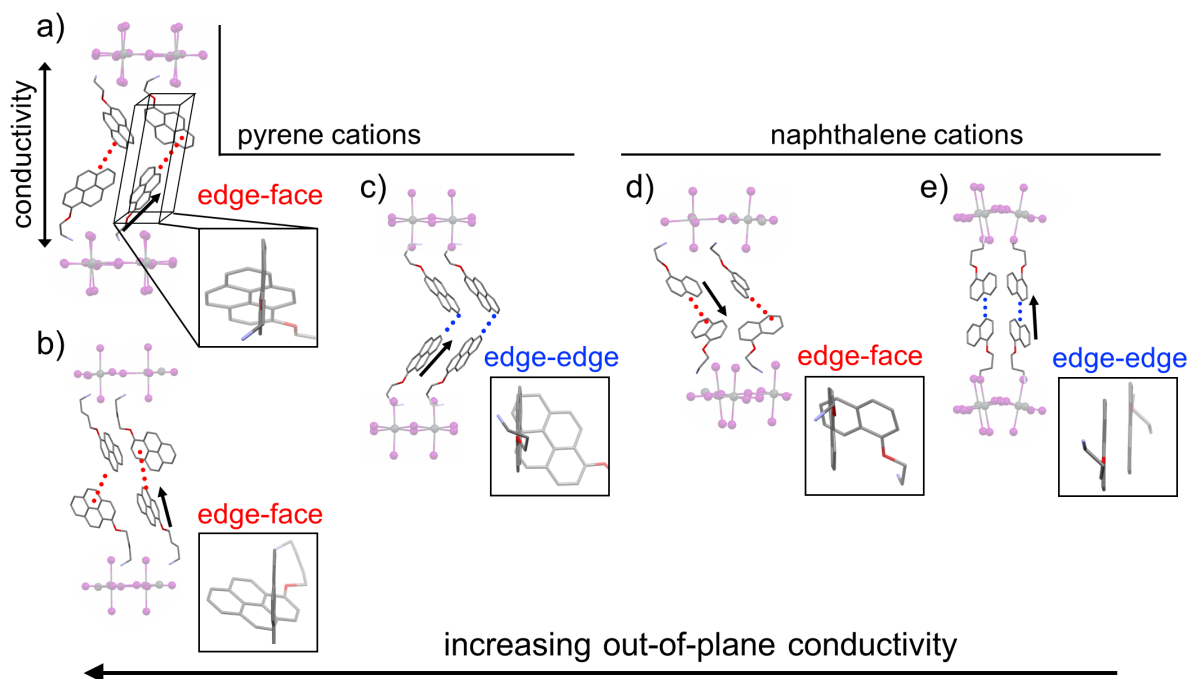 a)
conductivity
pyrene cations
naphthalene cations
edge-face
b)
edge-face
c)
edge-edge
d)
edge-face
e)
edge-edge
increasing out-of-plane conductivity